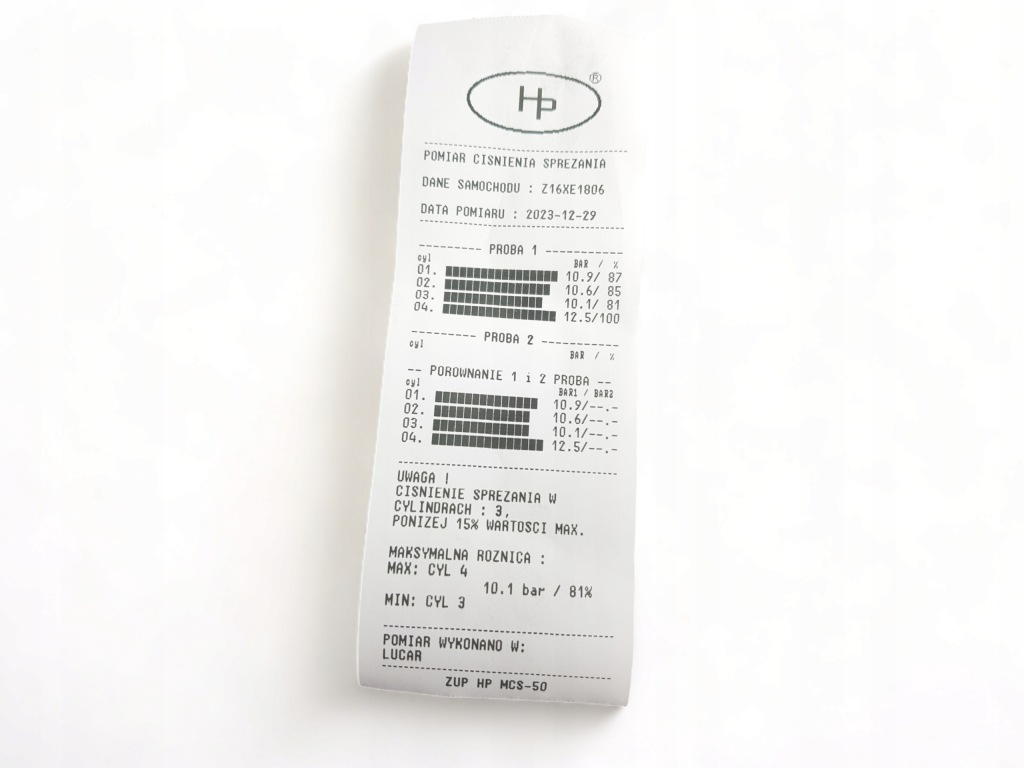 HP ®
POMIAR CISNIENIA SPREZANIA
DANE SAMOCHODU : Z16XE1806
DATA POMIARU : 2023-12-29
--------- PROBA 1 -----------
cyl BAR / %
01. 10.9/ 87
02. 10.6/ 85
03. 10.1/ 81
04. 12.5/100
--------- PROBA 2 -----------
cyl BAR / %
-- POROWNANIE 1 i 2 PROBA --
cyl BAR1 / BAR2
01. 10.9/--.-
02. 10.6/--.-
03. 10.1/--.-
04. 12.5/--.-
UWAGA !
CISNIENIE SPREZANIA W
CYLINDRACH : 3,
PONIZEJ 15% WARTOSCI MAX.
MAKSYMALNA ROZNICA :
MAX: CYL 4
10.1 bar / 81%
MIN: CYL 3
POMIAR WYKONANO W:
LUCAR
ZUP HP MCS-50